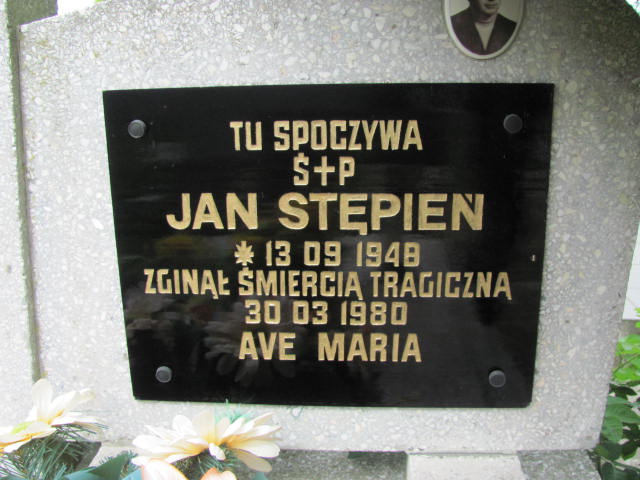 TU SPOCZYWA
Ś+P
JAN STĘPIEŃ
* 13 09 1948
ZGINĄŁ ŚMIERCIĄ TRAGICZNĄ
30 03 1980
AVE MARIA